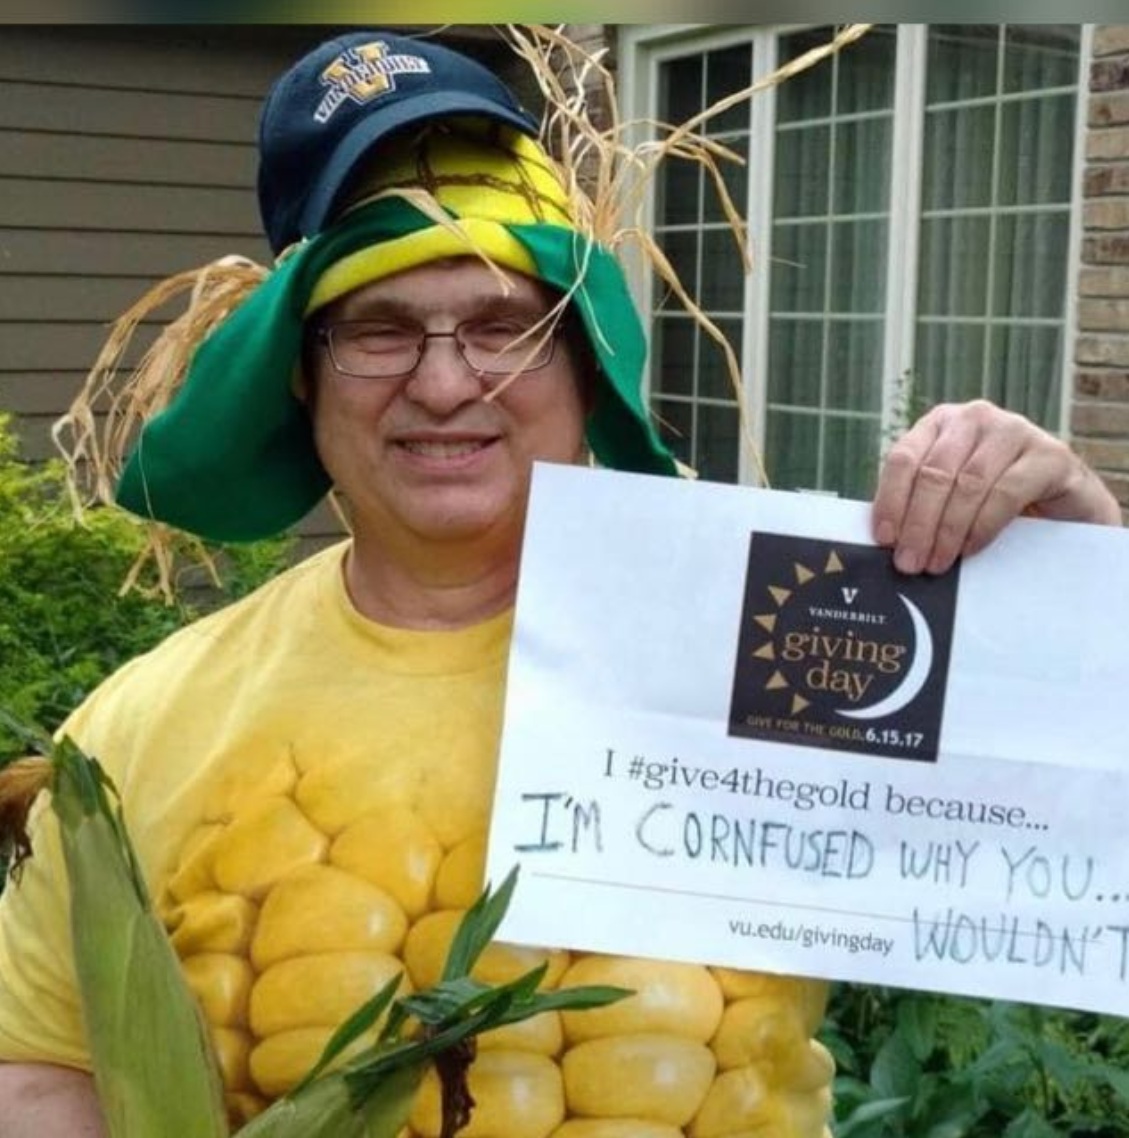 VANDERBILT
V
VANDERBILT
giving
day
GIVE FOR THE GOLD.6.15.17
I #give4thegold because...
I'M CORNFUSED WHY YOU...
WOULDN'T
vu.edu/givingday